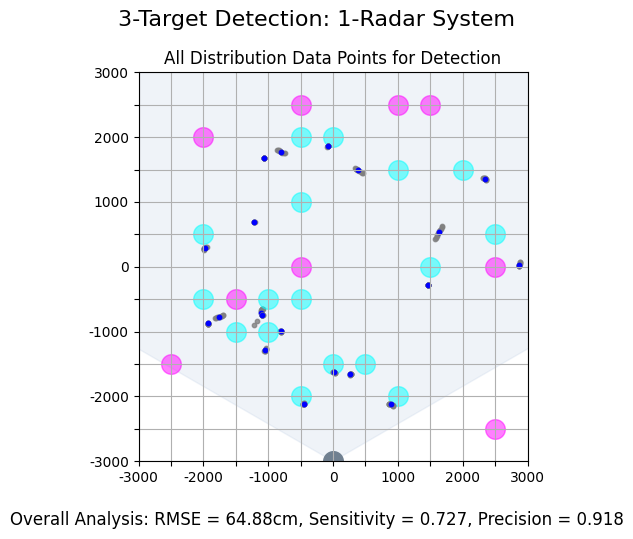 3-Target Detection: 1-Radar System
All Distribution Data Points for Detection
3000
2000
1000
0
-1000
-2000
-3000
-3000 -2000 -1000 0 1000 2000 3000
Overall Analysis: RMSE = 64.88cm, Sensitivity = 0.727, Precision = 0.918